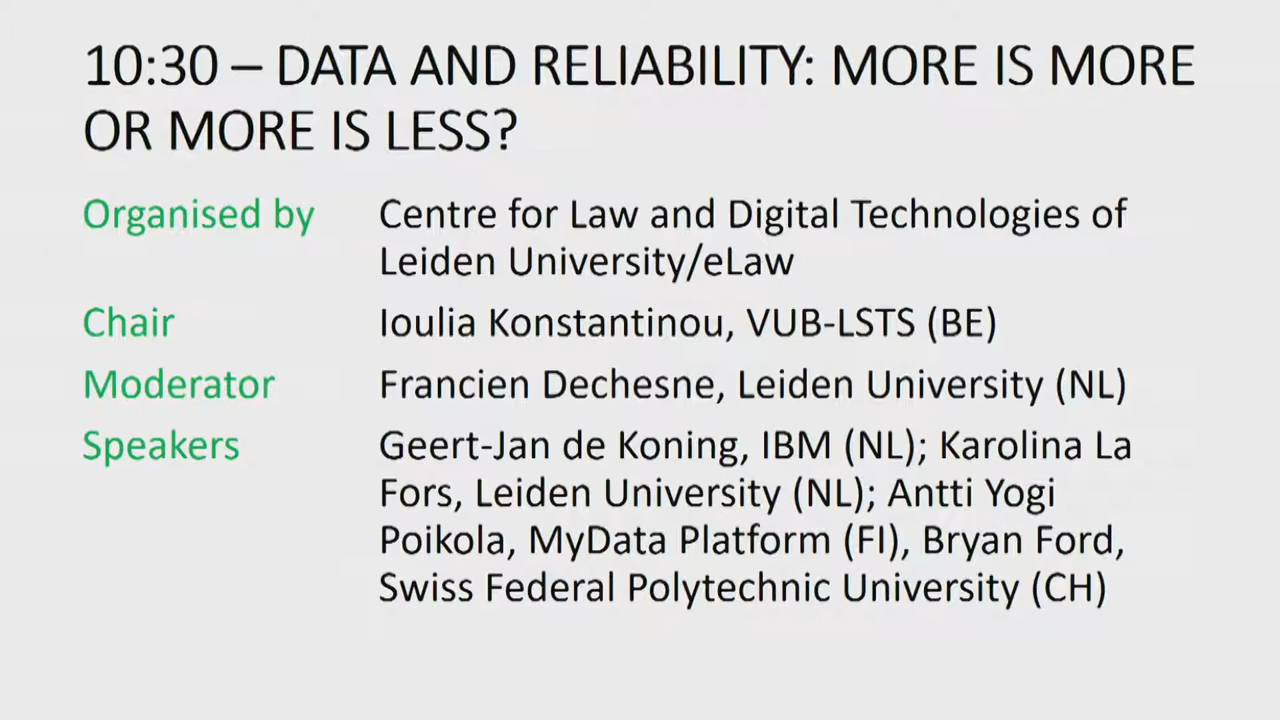 10:30 – DATA AND RELIABILITY: MORE IS MORE
OR MORE IS LESS?
Organised by Centre for Law and Digital Technologies of
Leiden University/eLaw
Chair Ioulia Konstantinou, VUB-LSTS (BE)
Moderator Francien Dechesne, Leiden University (NL)
Speakers Geert-Jan de Koning, IBM (NL); Karolina La
Fors, Leiden University (NL); Antti Yogi
Poikola, MyData Platform (FI), Bryan Ford,
Swiss Federal Polytechnic University (CH)